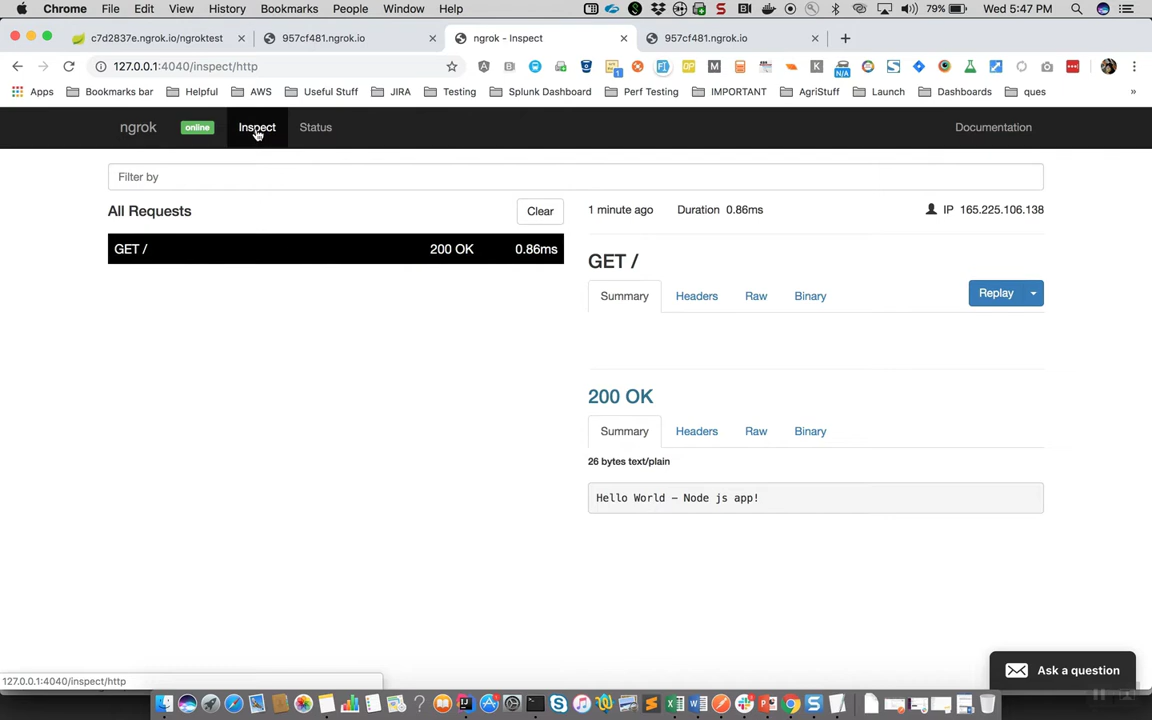 Chrome File Edit View History Bookmarks People Window Help 79% Wed 5:47 PM
c7d2837e.ngrok.io/ngroktest 957cf481.ngrok.io ngrok - Inspect 957cf481.ngrok.io
127.0.0.1:4040/inspect/http
Apps Bookmarks bar Helpful AWS Useful Stuff JIRA Testing Splunk Dashboard Perf Testing IMPORTANT AgriStuff Launch Dashboards ques »
ngrok online Inspect Status Documentation
Filter by
All Requests Clear 1 minute ago Duration 0.86ms IP 165.225.106.138
GET / 200 OK 0.86ms
GET /
Summary Headers Raw Binary Replay
200 OK
Summary Headers Raw Binary
26 bytes text/plain
Hello World - Node js app!
127.0.0.1:4040/inspect/http
Ask a question